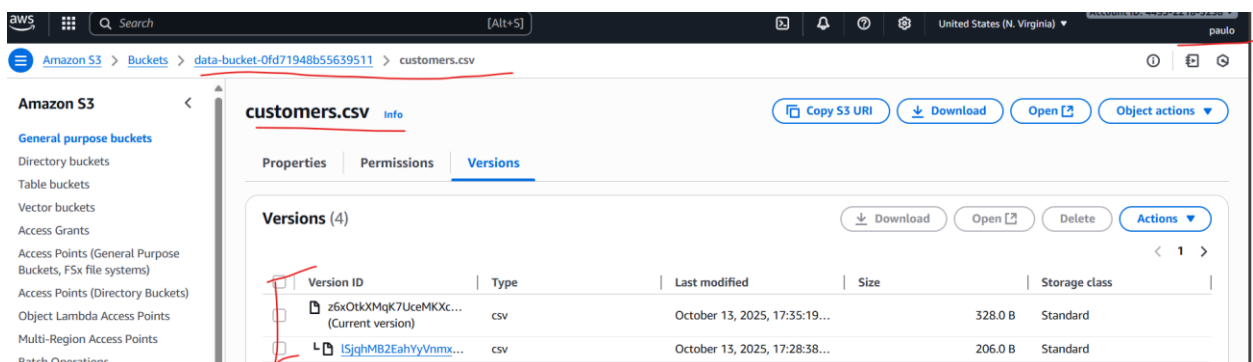 aws
Search
[Alt+S]
United States (N. Virginia)
paulo
Amazon S3 > Buckets > data-bucket-0fd71948b55639511 > customers.csv
Amazon S3
General purpose buckets
Directory buckets
Table buckets
Vector buckets
Access Grants
Access Points (General Purpose
Buckets, FSx file systems)
Access Points (Directory Buckets)
Object Lambda Access Points
Multi-Region Access Points
Batch Operations
customers.csv Info
Copy S3 URI
Download
Open
Object actions
Properties
Permissions
Versions
Versions (4)
Download
Open
Delete
Actions
1
Version ID Type Last modified Size Storage class
z6xOtkXMqK7UceMKXc... csv October 13, 2025, 17:35:19... 328.0 B Standard
(Current version)
lSjqhMB2EahYyVnmx... csv October 13, 2025, 17:28:38... 206.0 B Standard